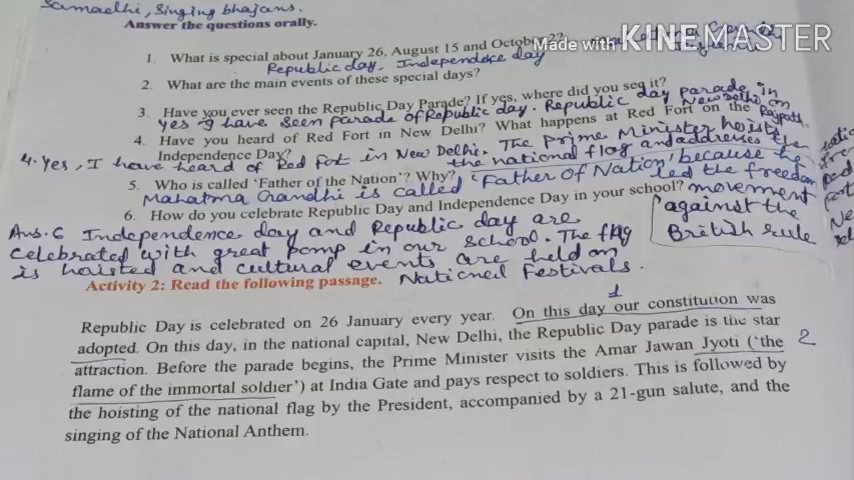 Samadhi, Singing bhajans.
Answer the questions orally.
1. What is special about January 26, August 15 and October 2?
Made with KINEMASTER
Republic day, Independece day
2. What are the main events of these special days?
3. Have you ever seen the Republic Day Parade? If yes, where did you see it?
yes I have seen parade of Republic day. Republic day parade in
New Delhi on
Rajpath
4. Have you heard of Red Fort in New Delhi? What happens at Red Fort on the
Independence Day?
4. Yes, I have heard of Red fort in New Delhi. The Prime Minister hoists
the national flag and addresses the
5. Who is called 'Father of the Nation'? Why?
Mahatma Gandhi is called 'Father of Nation' because he
led the freedom
movement
against the
British rule
6. How do you celebrate Republic Day and Independence Day in your school?
Ans. 6 Independence day and Republic day are
celebrated with great pomp in our school. The flag
is hoisted and cultural events are held on
National Festivals.
Activity 2: Read the following passage.
1
Republic Day is celebrated on 26 January every year. On this day our constitution was
adopted. On this day, in the national capital, New Delhi, the Republic Day parade is the star
attraction. Before the parade begins, the Prime Minister visits the Amar Jawan Jyoti ('the 2
flame of the immortal soldier') at India Gate and pays respect to soldiers. This is followed by
the hoisting of the national flag by the President, accompanied by a 21-gun salute, and the
singing of the National Anthem.